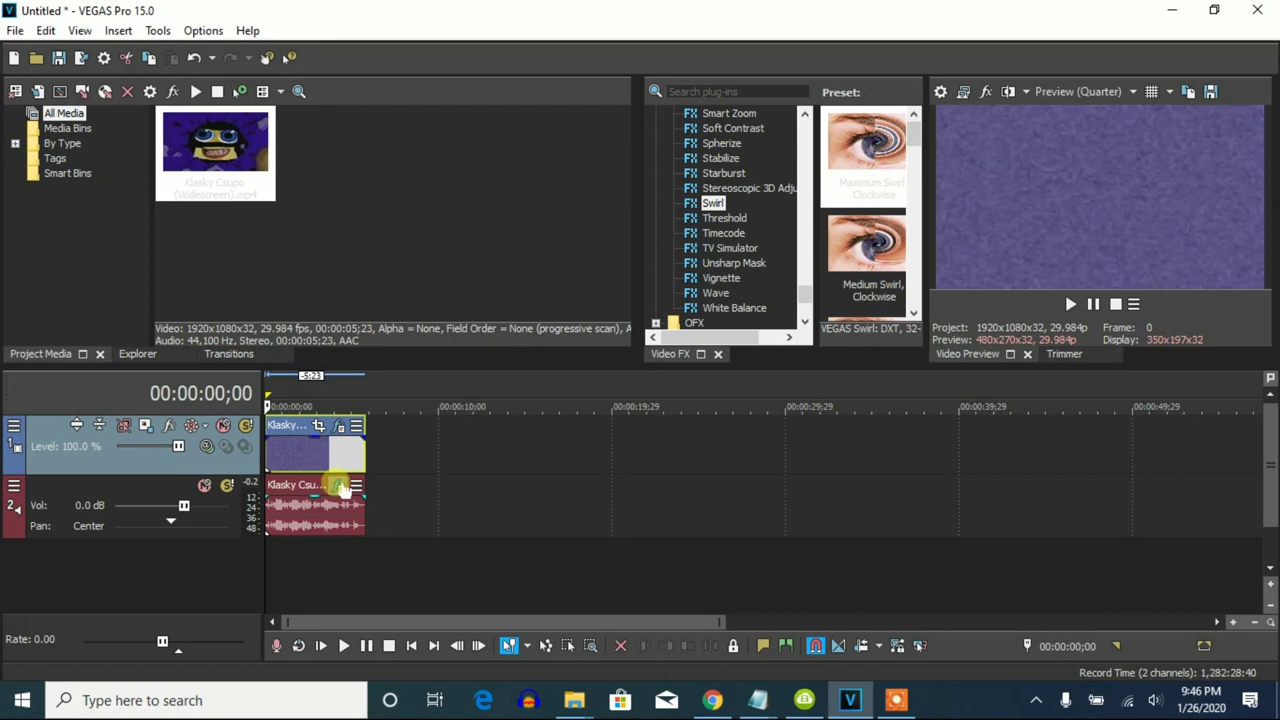 Untitled * - VEGAS Pro 15.0
File Edit View Insert Tools Options Help
Search plug-ins
Preset:
Preview (Quarter)
All Media
Media Bins
By Type
Tags
Smart Bins
Klasky Csupo
(Widescreen).mp4
Smart Zoom
Soft Contrast
Spherize
Stabilize
Starburst
Stereoscopic 3D Adju
Swirl
Threshold
Timecode
TV Simulator
Unsharp Mask
Vignette
Wave
White Balance
OFX
Maximum Swirl
Clockwise
Medium Swirl,
Clockwise
Video: 1920x1080x32, 29.984 fps, 00:00:05;23, Alpha = None, Field Order = None (progressive scan), A
Audio: 44,100 Hz, Stereo, 00:00:05;23, AAC
VEGAS Swirl: DXT, 32-
Project: 1920x1080x32, 29.984p
Frame: 0
Preview: 480x270x32, 29.984p
Display: 350x197x32
Project Media Explorer Transitions
Video FX
Video Preview Trimmer
00:00:00;00
-5:23
00:00:00;00 00:00:10;00 00:00:19;29 00:00:29;29 00:00:39;29 00:00:49;29
1
Level: 100.0 %
Klasky...
2
Vol: 0.0 dB
Pan: Center
-0.2
12
24
36
48
Klasky Csu...
Rate: 0.00
00:00:00;00
Record Time (2 channels): 1,282:28:40
Type here to search
9:46 PM
1/26/2020